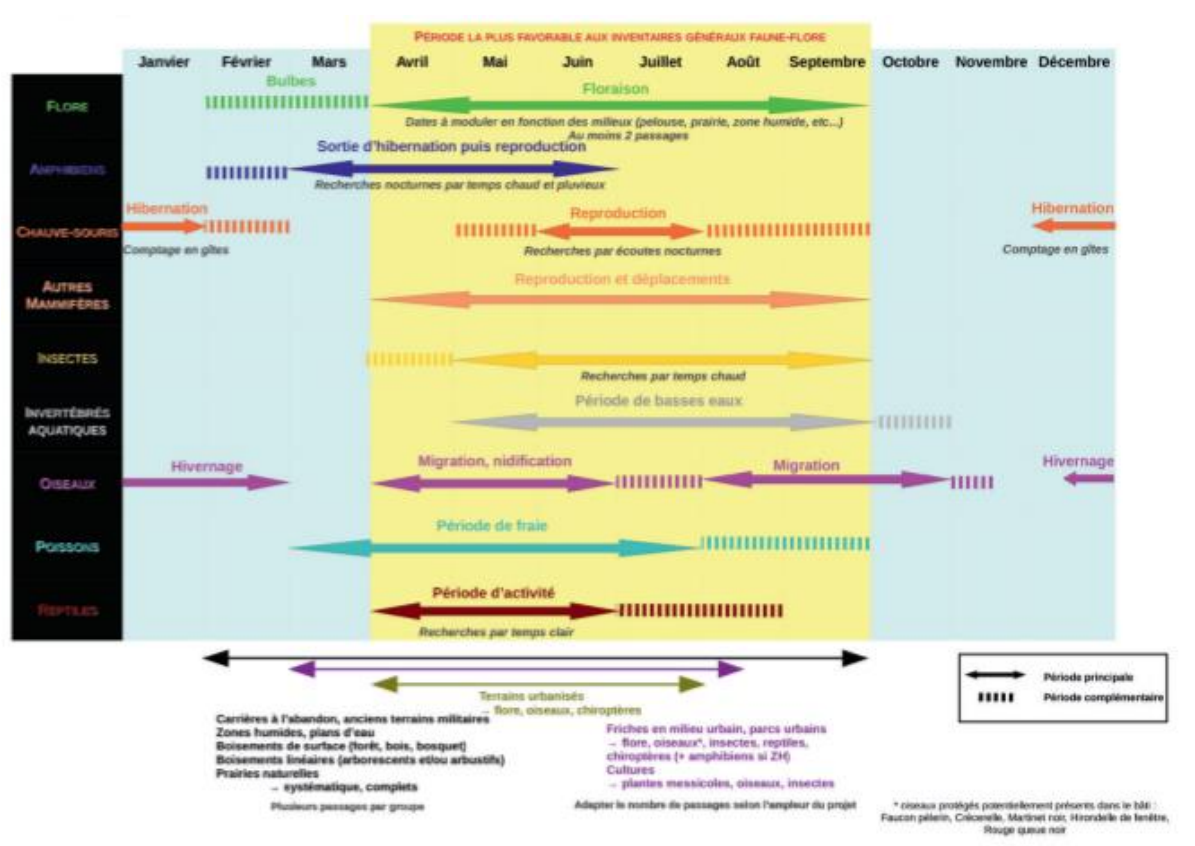 PÉRIODE LA PLUS FAVORABLE AUX INVENTAIRES GÉNÉRAUX FAUNE-FLORE
Janvier Février Mars Avril Mai Juin Juillet Août Septembre Octobre Novembre Décembre
FLORE
Bulbes
Floraison
Dates à moduler en fonction des milieux (pelouse, prairie, zone humide, etc...)
Au moins 2 passages
AMPHIBIENS
Sortie d'hibernation puis reproduction
Recherches nocturnes par temps chaud et pluvieux
CHAUVE-SOURIS
Hibernation
Comptage en gîtes
Reproduction
Recherches par écoutes nocturnes
Hibernation
Comptage en gîtes
AUTRES
MAMMIFÈRES
Reproduction et déplacements
INSECTES
Recherches par temps chaud
INVERTÉBRÉS
AQUATIQUES
Période de basses eaux
OISEAUX
Hivernage
Migration, nidification
Migration
Hivernage
POISSONS
Période de fraie
REPTILES
Période d'activité
Recherches par temps clair
Terrains urbanisés
→ flore, oiseaux, chiroptères
Carrières à l'abandon, anciens terrains militaires
Zones humides, plans d'eau
Boisements de surface (forêt, bois, bosquet)
Boisements linéaires (arborescents et/ou arbustifs)
Prairies naturelles
→ systématique, complets
Plusieurs passages par groupe
Friches en milieu urbain, parcs urbains
→ flore, oiseaux*, insectes, reptiles,
chiroptères (+ amphibiens si ZH)
Cultures
→ plantes messicoles, oiseaux, insectes
Adapter le nombre de passages selon l'ampleur du projet
Période principale
Période complémentaire
* oiseaux protégés potentiellement présents dans le bâti :
Faucon pèlerin, Crécerelle, Martinet noir, Hirondelle de fenêtre,
Rouge queue noir